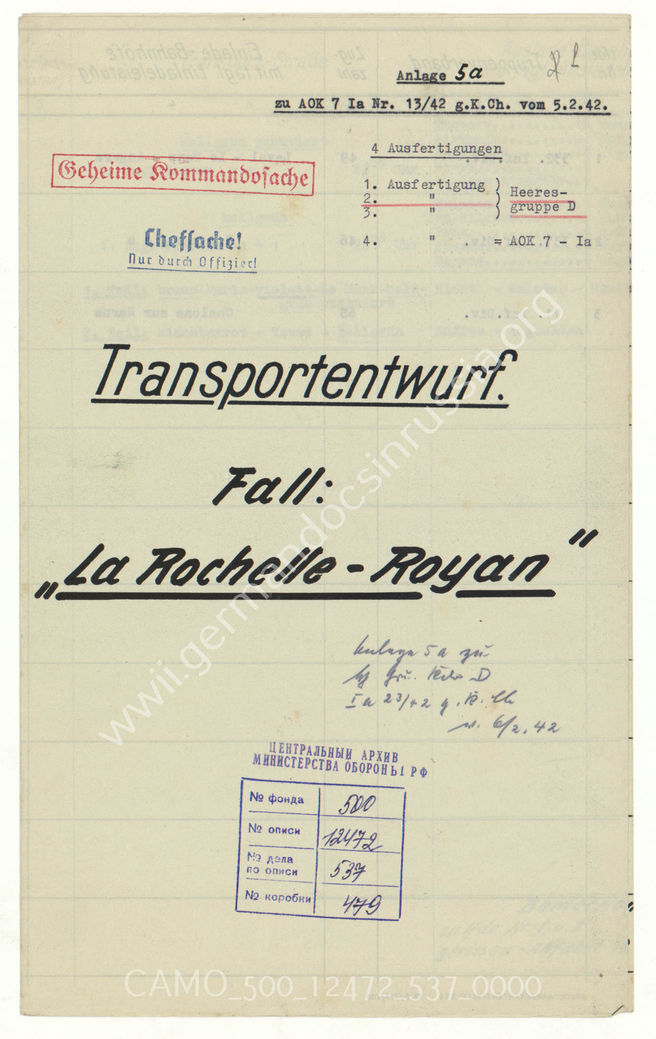 Anlage 5a
zu AOK 7 Ia Nr. 13/42 g.K.Ch. vom 5.2.42.
4 Ausfertigungen
Geheime Kommandosache
1. Ausfertigung ) Heeres-
2. " gruppe D
3. " )
4. " = AOK 7 - Ia
Chefsache!
Nur durch Offizier!
Transportentwurf.
Fall:
„La Rochelle - Royan"
Anlage 5a zu
Gru. Kdo D
Ia 23/42 g. K. Ch
v. 6/2. 42
ЦЕНТРАЛЬНЫЙ АРХИВ
МИНИСТЕРСТВА ОБОРОНЫ РФ
№ фонда 500
№ описи 12472
№ дела по описи 537
№ коробки 479
wwii.germandocsinrussia.org
CAMO_500_12472_537_0000